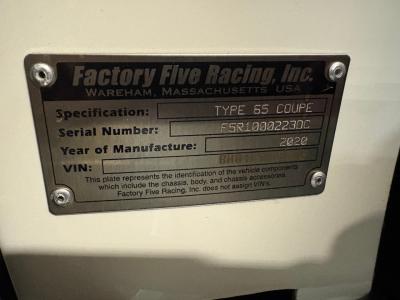 Factory Five Racing, Inc.
WAREHAM, MASSACHUSETTS USA
Specification: TYPE 65 COUPE
Serial Number: F5R1000223DC
Year of Manufacture: 2020
VIN:
This plate represents the identification of the vehicle components
which include the chassis, body, and chassis accessories.
Factory Five Racing, Inc. does not assign VIN's.